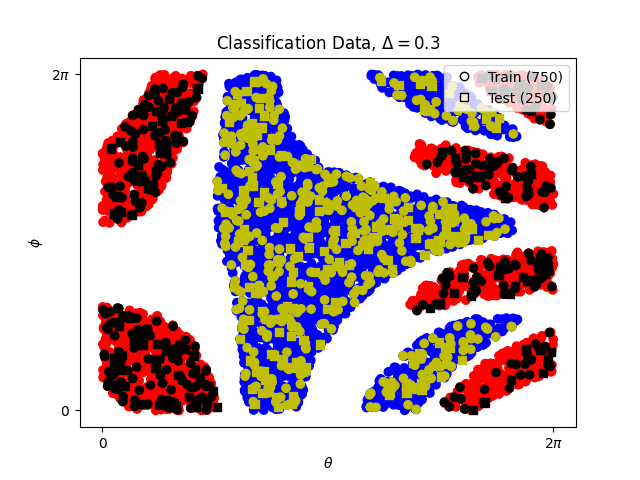 Classification Data, Δ = 0.3
Train (750)
Test (250)
2π
ϕ
0
0
2π
θ